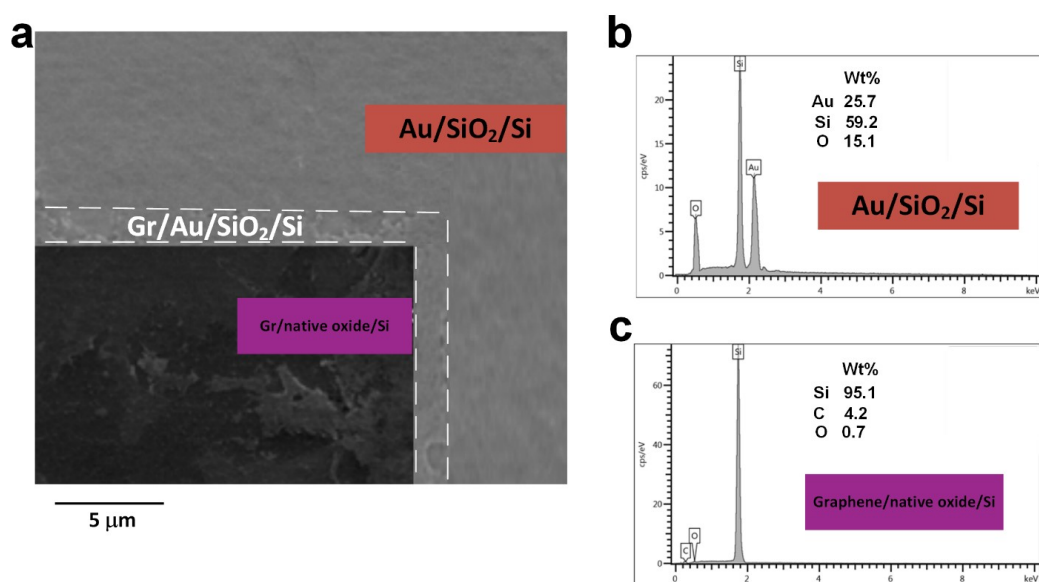 a
Au/SiO₂/Si
Gr/Au/SiO₂/Si
Gr/native oxide/Si
5 μm
b
Wt%
Au 25.7
Si 59.2
O 15.1
Si
Au
O
Au/SiO₂/Si
cps/eV
20
15
10
5
0
0 2 4 6 8 keV
c
Wt%
Si 95.1
C 4.2
O 0.7
Si
O
C
Graphene/native oxide/Si
cps/eV
60
40
20
0
0 2 4 6 8 keV